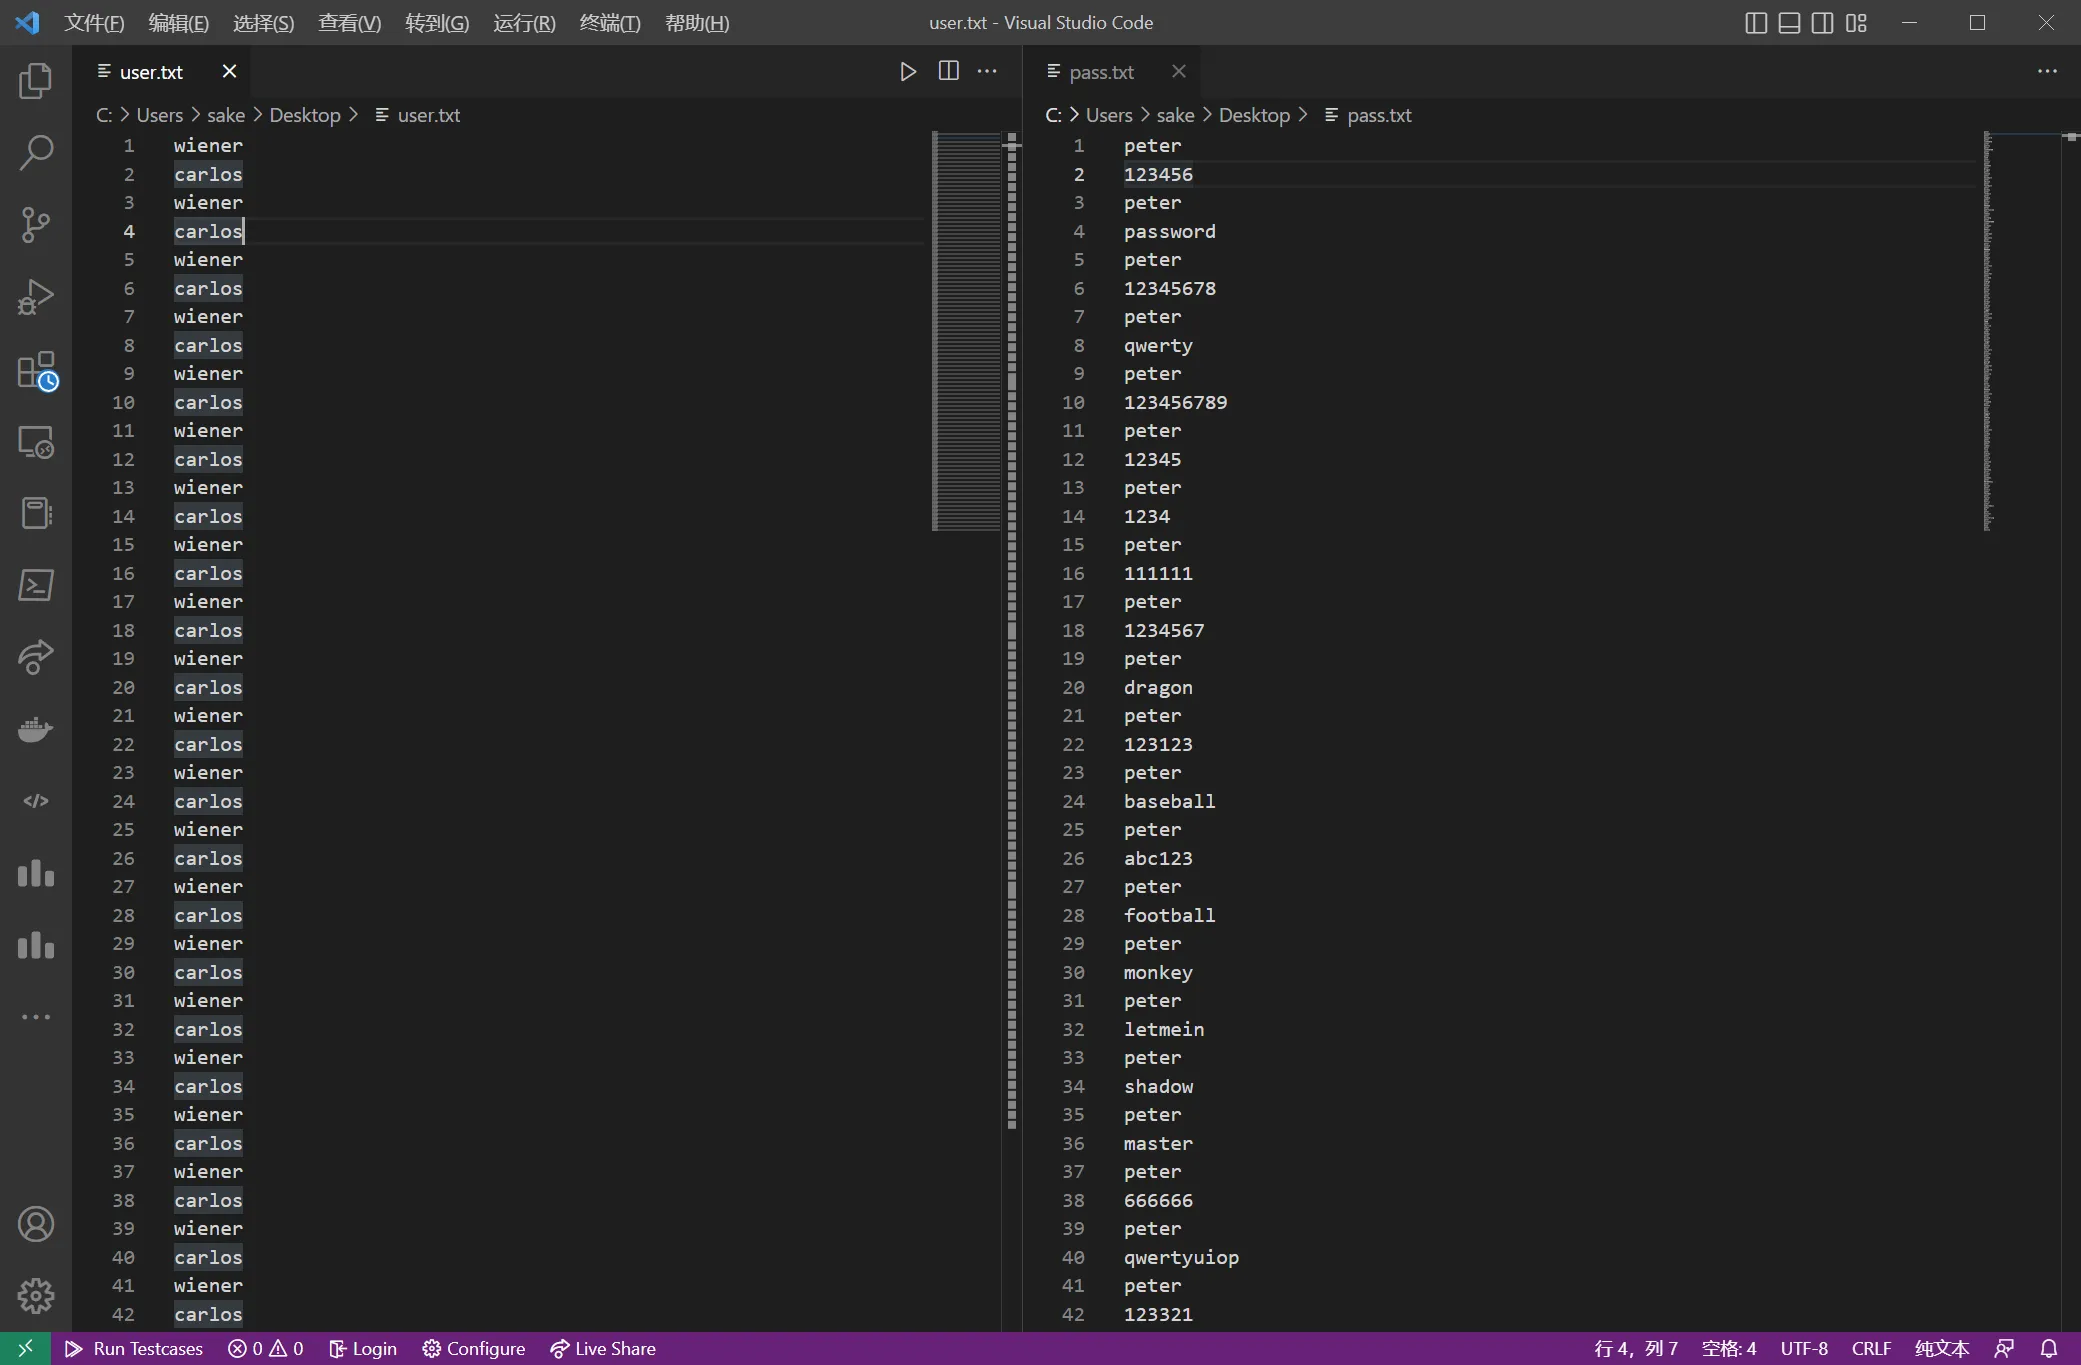 文件(F) 编辑(E) 选择(S) 查看(V) 转到(G) 运行(R) 终端(T) 帮助(H) user.txt - Visual Studio Code
user.txt
C: > Users > sake > Desktop > user.txt
1 wiener
2 carlos
3 wiener
4 carlos
5 wiener
6 carlos
7 wiener
8 carlos
9 wiener
10 carlos
11 wiener
12 carlos
13 wiener
14 carlos
15 wiener
16 carlos
17 wiener
18 carlos
19 wiener
20 carlos
21 wiener
22 carlos
23 wiener
24 carlos
25 wiener
26 carlos
27 wiener
28 carlos
29 wiener
30 carlos
31 wiener
32 carlos
33 wiener
34 carlos
35 wiener
36 carlos
37 wiener
38 carlos
39 wiener
40 carlos
41 wiener
42 carlos
pass.txt
C: > Users > sake > Desktop > pass.txt
1 peter
2 123456
3 peter
4 password
5 peter
6 12345678
7 peter
8 qwerty
9 peter
10 123456789
11 peter
12 12345
13 peter
14 1234
15 peter
16 111111
17 peter
18 1234567
19 peter
20 dragon
21 peter
22 123123
23 peter
24 baseball
25 peter
26 abc123
27 peter
28 football
29 peter
30 monkey
31 peter
32 letmein
33 peter
34 shadow
35 peter
36 master
37 peter
38 666666
39 peter
40 qwertyuiop
41 peter
42 123321
Run Testcases 0 0 Login Configure Live Share 行 4，列 7 空格: 4 UTF-8 CRLF 纯文本